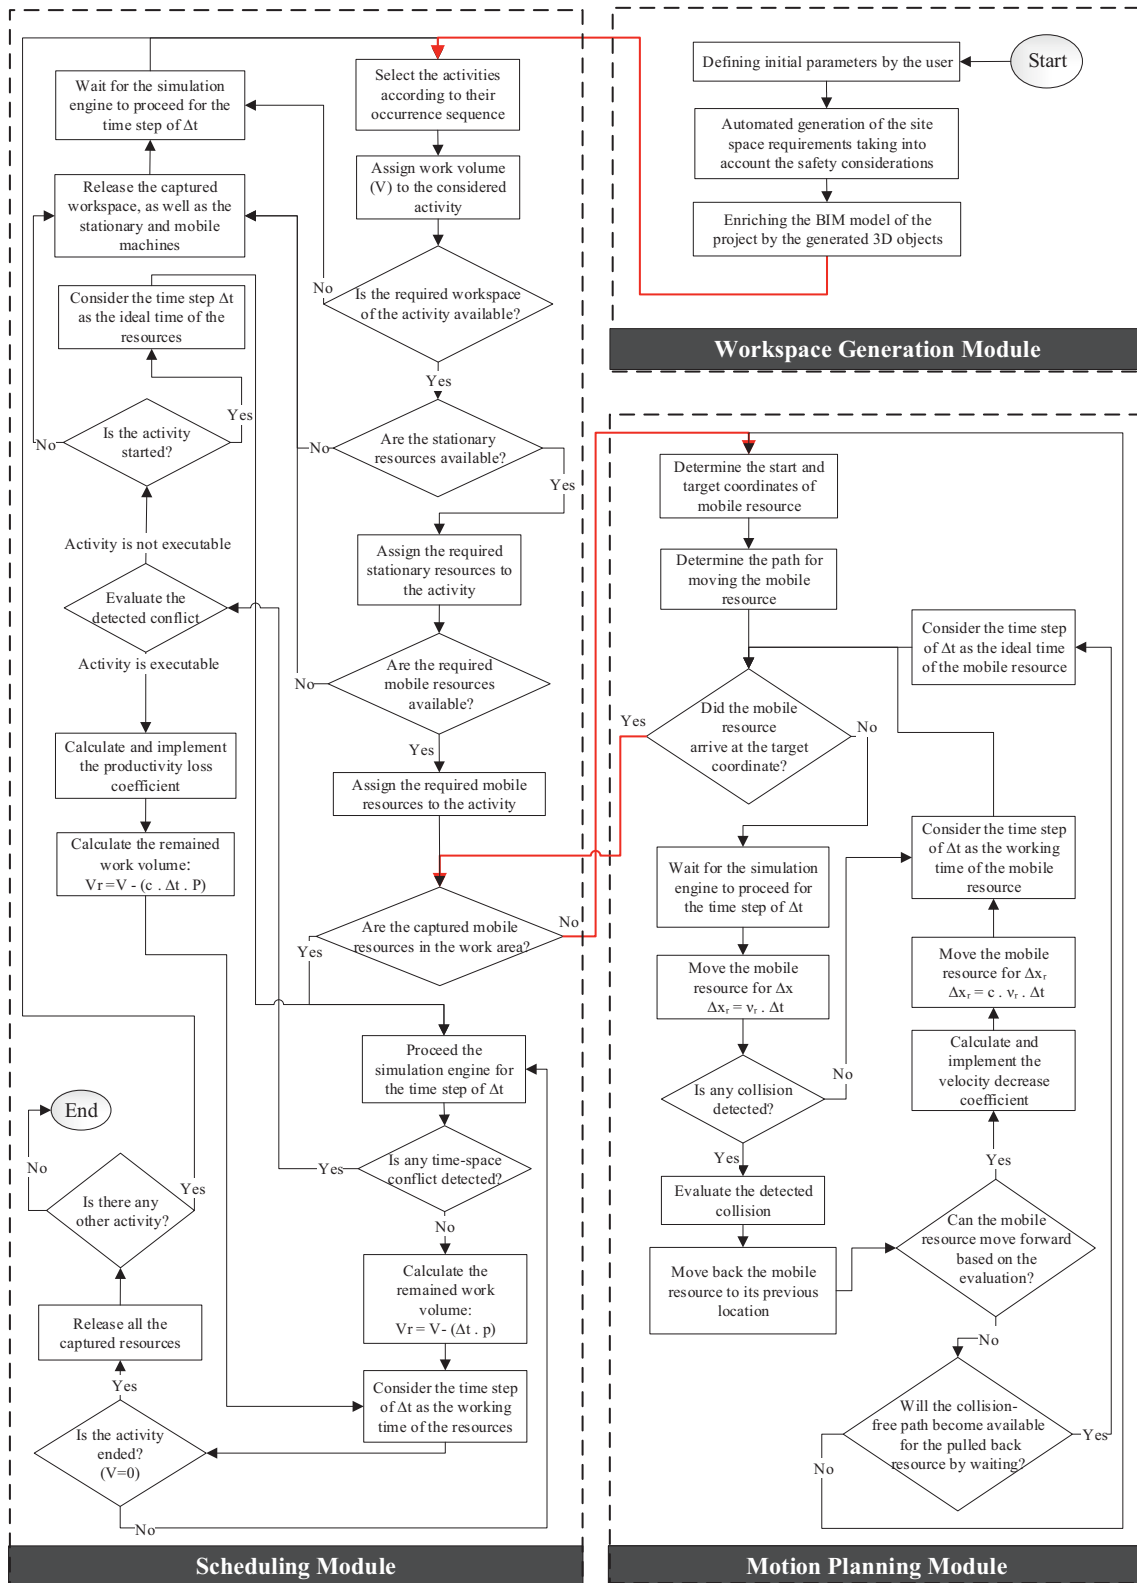 Start
Defining initial parameters by the user
Automated generation of the site
space requirements taking into
account the safety considerations
Enriching the BIM model of
the project by the generated 3D objects
Workspace Generation Module
Wait for the simulation
engine to proceed for the
time step of Δt
Select the activities
according to their
occurrence sequence
Assign work volume
(V) to the considered
activity
Release the captured
workspace, as well as the
stationary and mobile
machines
No
Is the required workspace
of the activity available?
Consider the time step Δt
as the ideal time of the
resources
Yes
Yes
No
Is the activity
started?
No
Are the stationary
resources available?
Yes
Activity is not executable
Assign the required
stationary resources to
the activity
Evaluate the
detected conflict
Activity is executable
No
Are the required
mobile resources
available?
Yes
Calculate and implement
the productivity loss
coefficient
Assign the required mobile
resources to the activity
Calculate the remained
work volume:
Vr =V - (c . Δt . P)
No
Are the captured mobile
resources in the work area?
Yes
Proceed the
simulation engine for
the time step of Δt
End
No
Yes
Is any time-space
conflict detected?
Yes
Is there any
other activity?
No
Calculate the
remained work
volume:
Vr = V- (Δt . p)
Release all the
captured resources
Yes
Consider the time step
of Δt as the working
time of the resources
Is the activity
ended?
(V=0)
No
Scheduling Module
Determine the start and
target coordinates of
mobile resource
Determine the path for
moving the mobile
resource
Consider the time step
of Δt as the ideal time
of the mobile resource
Yes
Did the mobile
resource
arrive at the target
coordinate?
No
Wait for the simulation
engine to proceed for
the time step of Δt
Consider the time step
of Δt as the working
time of the mobile
resource
Move the mobile
resource for Δx
Δxᵣ = vᵣ . Δt
Move the mobile
resource for Δxᵣ
Δxᵣ = c . vᵣ . Δt
Is any collision
detected?
No
Calculate and
implement the
velocity decrease
coefficient
Yes
Yes
Evaluate the detected
collision
Move back the mobile
resource to its previous
location
Can the mobile
resource move forward
based on the
evaluation?
No
Will the collision-
free path become available
for the pulled back
resource by waiting?
Yes
No
Motion Planning Module